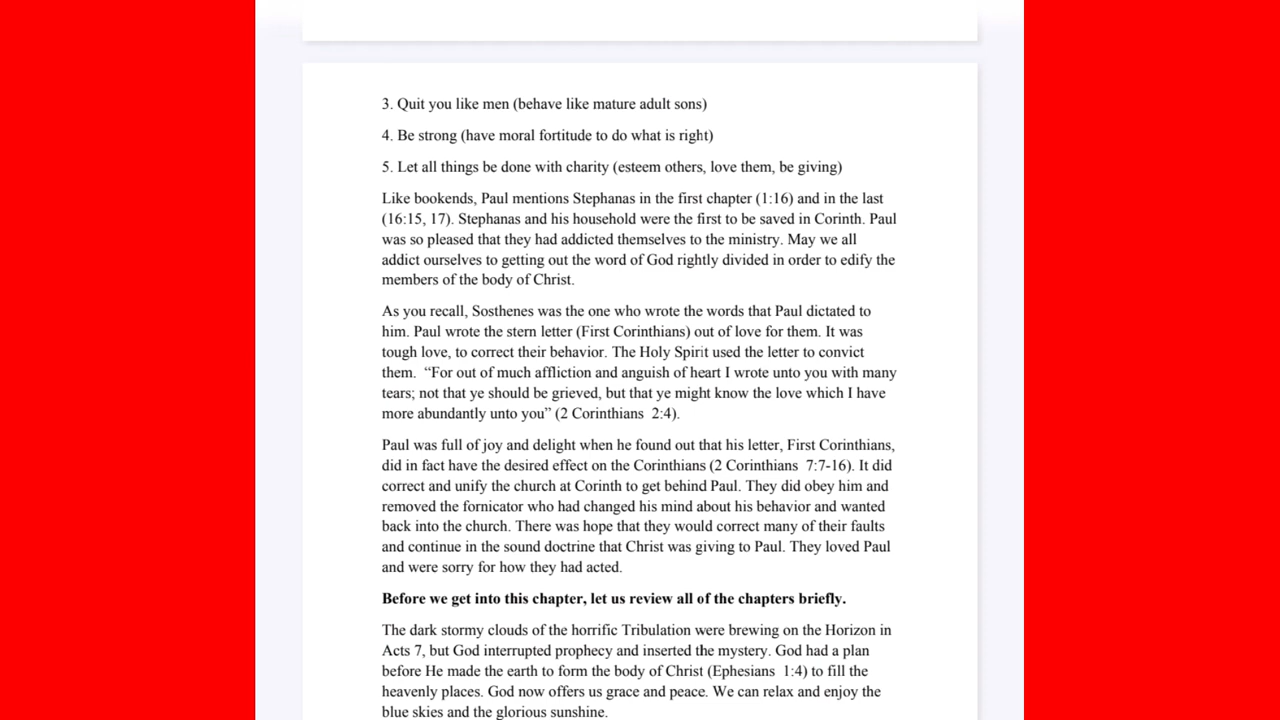 3. Quit you like men (behave like mature adult sons)
4. Be strong (have moral fortitude to do what is right)
5. Let all things be done with charity (esteem others, love them, be giving)
Like bookends, Paul mentions Stephanas in the first chapter (1:16) and in the last
(16:15, 17). Stephanas and his household were the first to be saved in Corinth. Paul
was so pleased that they had addicted themselves to the ministry. May we all
addict ourselves to getting out the word of God rightly divided in order to edify the
members of the body of Christ.
As you recall, Sosthenes was the one who wrote the words that Paul dictated to
him. Paul wrote the stern letter (First Corinthians) out of love for them. It was
tough love, to correct their behavior. The Holy Spirit used the letter to convict
them.  “For out of much affliction and anguish of heart I wrote unto you with many
tears; not that ye should be grieved, but that ye might know the love which I have
more abundantly unto you” (2 Corinthians  2:4).
Paul was full of joy and delight when he found out that his letter, First Corinthians,
did in fact have the desired effect on the Corinthians (2 Corinthians  7:7-16). It did
correct and unify the church at Corinth to get behind Paul. They did obey him and
removed the fornicator who had changed his mind about his behavior and wanted
back into the church. There was hope that they would correct many of their faults
and continue in the sound doctrine that Christ was giving to Paul. They loved Paul
and were sorry for how they had acted.
Before we get into this chapter, let us review all of the chapters briefly.
The dark stormy clouds of the horrific Tribulation were brewing on the Horizon in
Acts 7, but God interrupted prophecy and inserted the mystery. God had a plan
before He made the earth to form the body of Christ (Ephesians  1:4) to fill the
heavenly places. God now offers us grace and peace. We can relax and enjoy the
blue skies and the glorious sunshine.